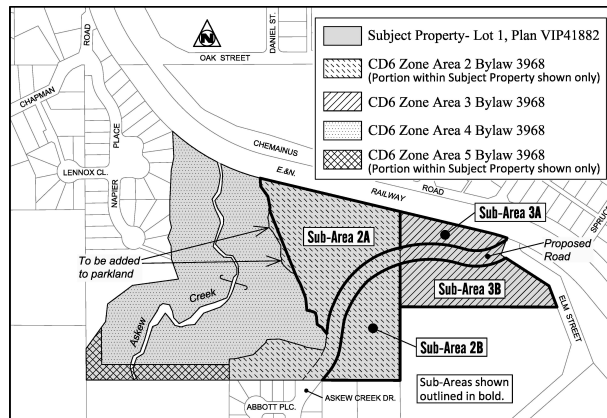 Subject Property- Lot 1, Plan VIP41882
CD6 Zone Area 2 Bylaw 3968
(Portion within Subject Property shown only)
CD6 Zone Area 3 Bylaw 3968
CD6 Zone Area 4 Bylaw 3968
CD6 Zone Area 5 Bylaw 3968
(Portion within Subject Property shown only)
N
ROAD
DANIEL ST.
OAK STREET
CHAPMAN
PLACE
LENNOX CL.
NAPIER
CHEMAINUS
ROAD
E.&N.
RAILWAY
SPRUC
Sub-Area 3A
Sub-Area 2A
Proposed
Road
To be added
to parkland
Sub-Area 3B
ELM STREET
Askew
Creek
Sub-Area 2B
Sub-Areas shown
outlined in bold.
ASKEW CREEK DR.
ABBOTT PLC.